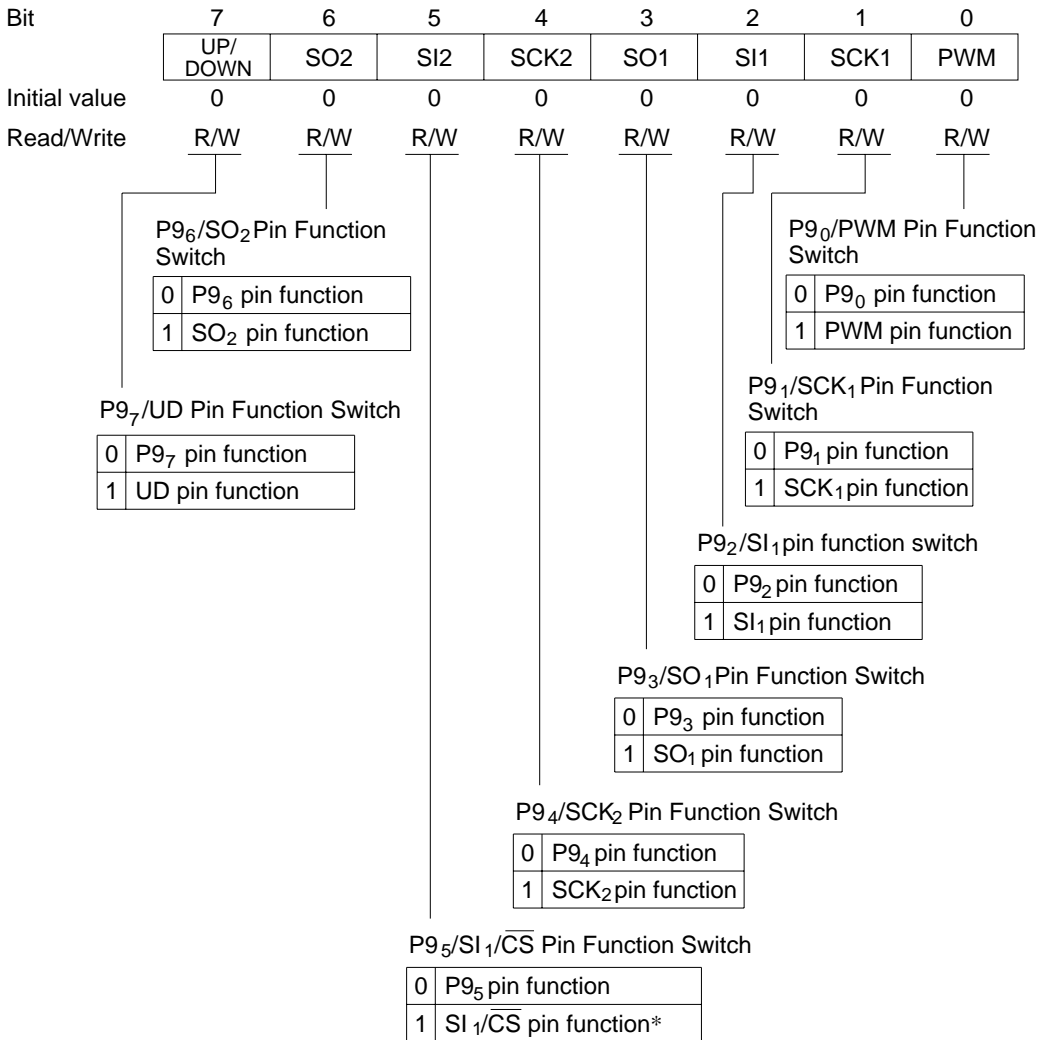 Bit 7 6 5 4 3 2 1 0
UP/DOWN SO2 SI2 SCK2 SO1 SI1 SCK1 PWM
Initial value 0 0 0 0 0 0 0 0
Read/Write R/W R/W R/W R/W R/W R/W R/W R/W
P9₆/SO₂ Pin Function
Switch
0 P9₆ pin function
1 SO₂ pin function
P9₀/PWM Pin Function
Switch
0 P9₀ pin function
1 PWM pin function
P9₁/SCK₁ Pin Function
Switch
0 P9₁ pin function
1 SCK₁ pin function
P9₇/UD Pin Function Switch
0 P9₇ pin function
1 UD pin function
P9₂/SI₁ pin function switch
0 P9₂ pin function
1 SI₁ pin function
P9₃/SO₁ Pin Function Switch
0 P9₃ pin function
1 SO₁ pin function
P9₄/SCK₂ Pin Function Switch
0 P9₄ pin function
1 SCK₂ pin function
P9₅/SI₁/C̅S̅ Pin Function Switch
0 P9₅ pin function
1 SI₁/C̅S̅ pin function*